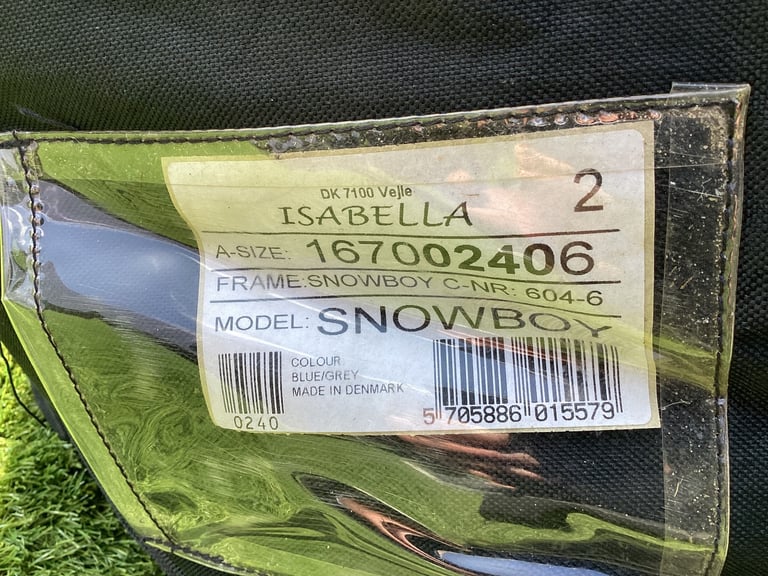 DK 7100 Vejle
ISABELLA
2
A-SIZE: 167002406
FRAME:SNOWBOY C-NR: 604-6
MODEL: SNOWBOY
COLOUR
BLUE/GREY
MADE IN DENMARK
0240
5 705886 015579